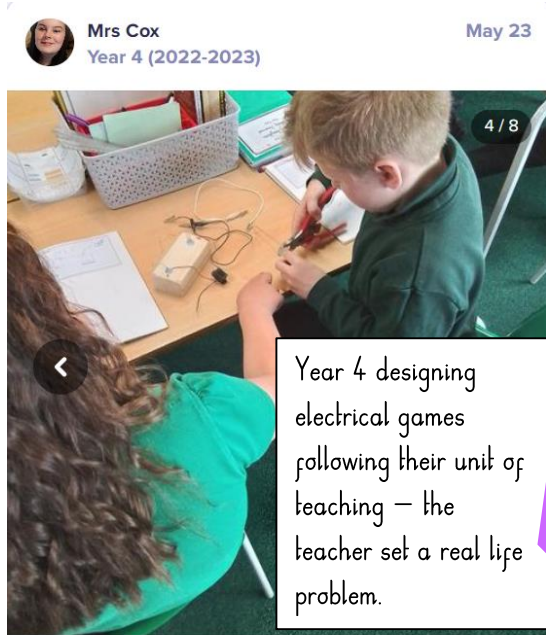 Mrs Cox
May 23
Year 4 (2022-2023)
4 / 8
Year 4 designing
electrical games
following their unit of
teaching – the
teacher set a real life
problem.